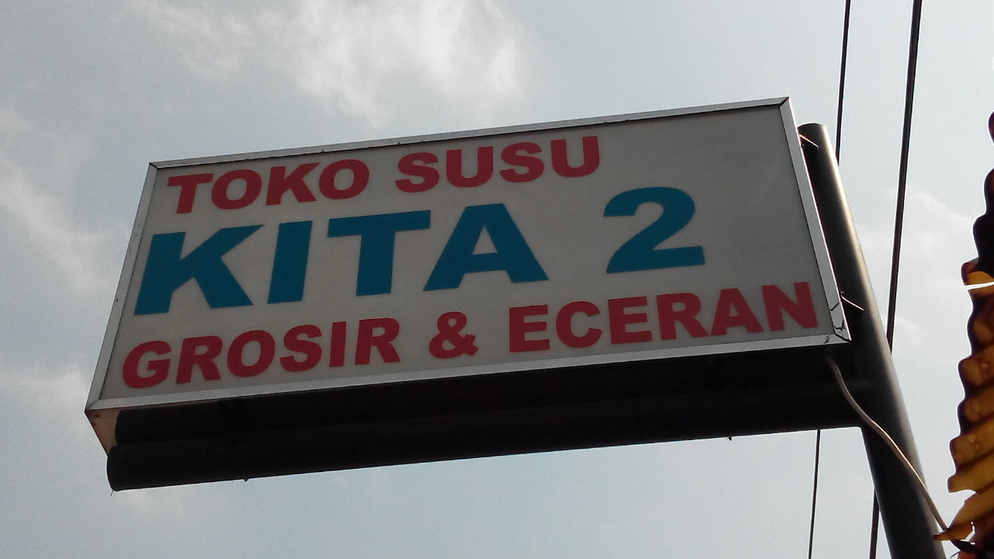 TOKO SUSU
KITA 2
GROSIR & ECERAN